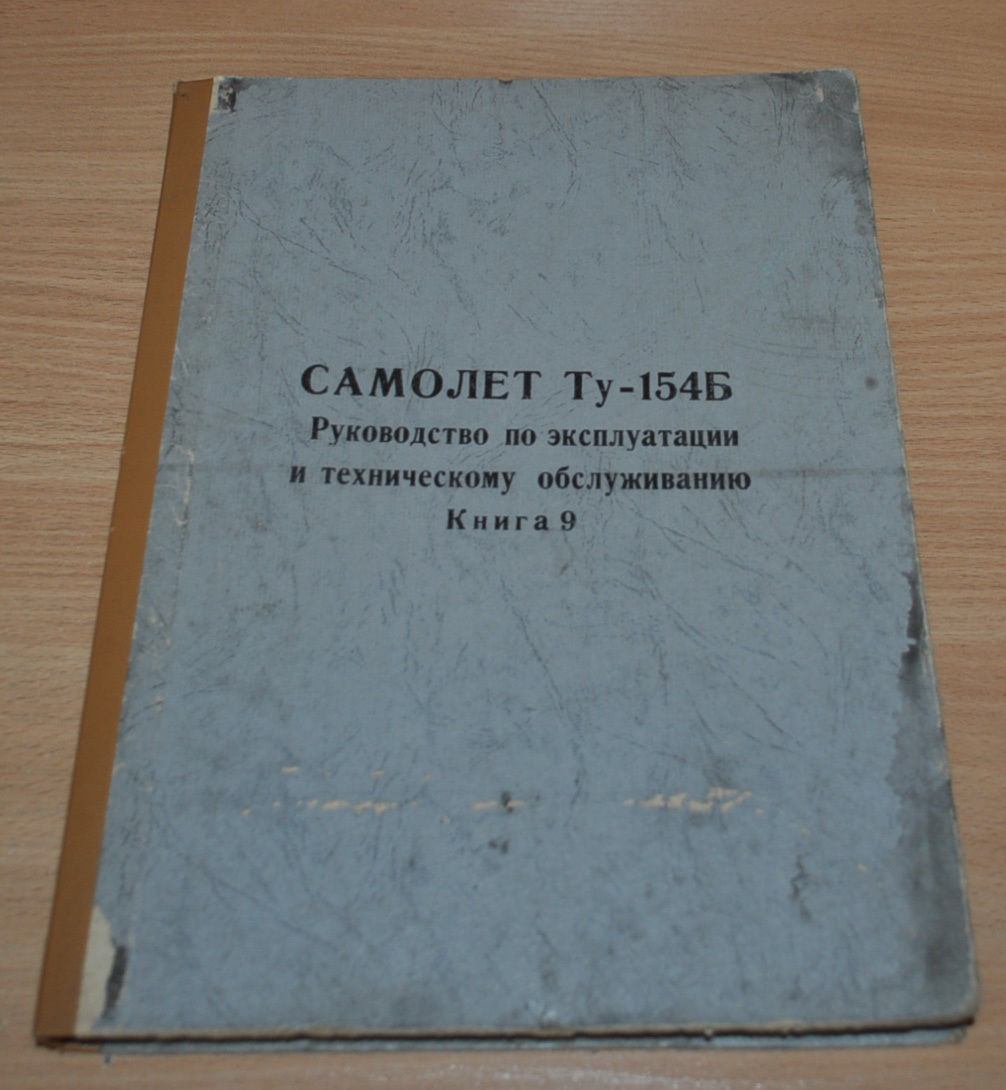 САМОЛЕТ Ту-154Б
Руководство по эксплуатации
и техническому обслуживанию
Книга 9